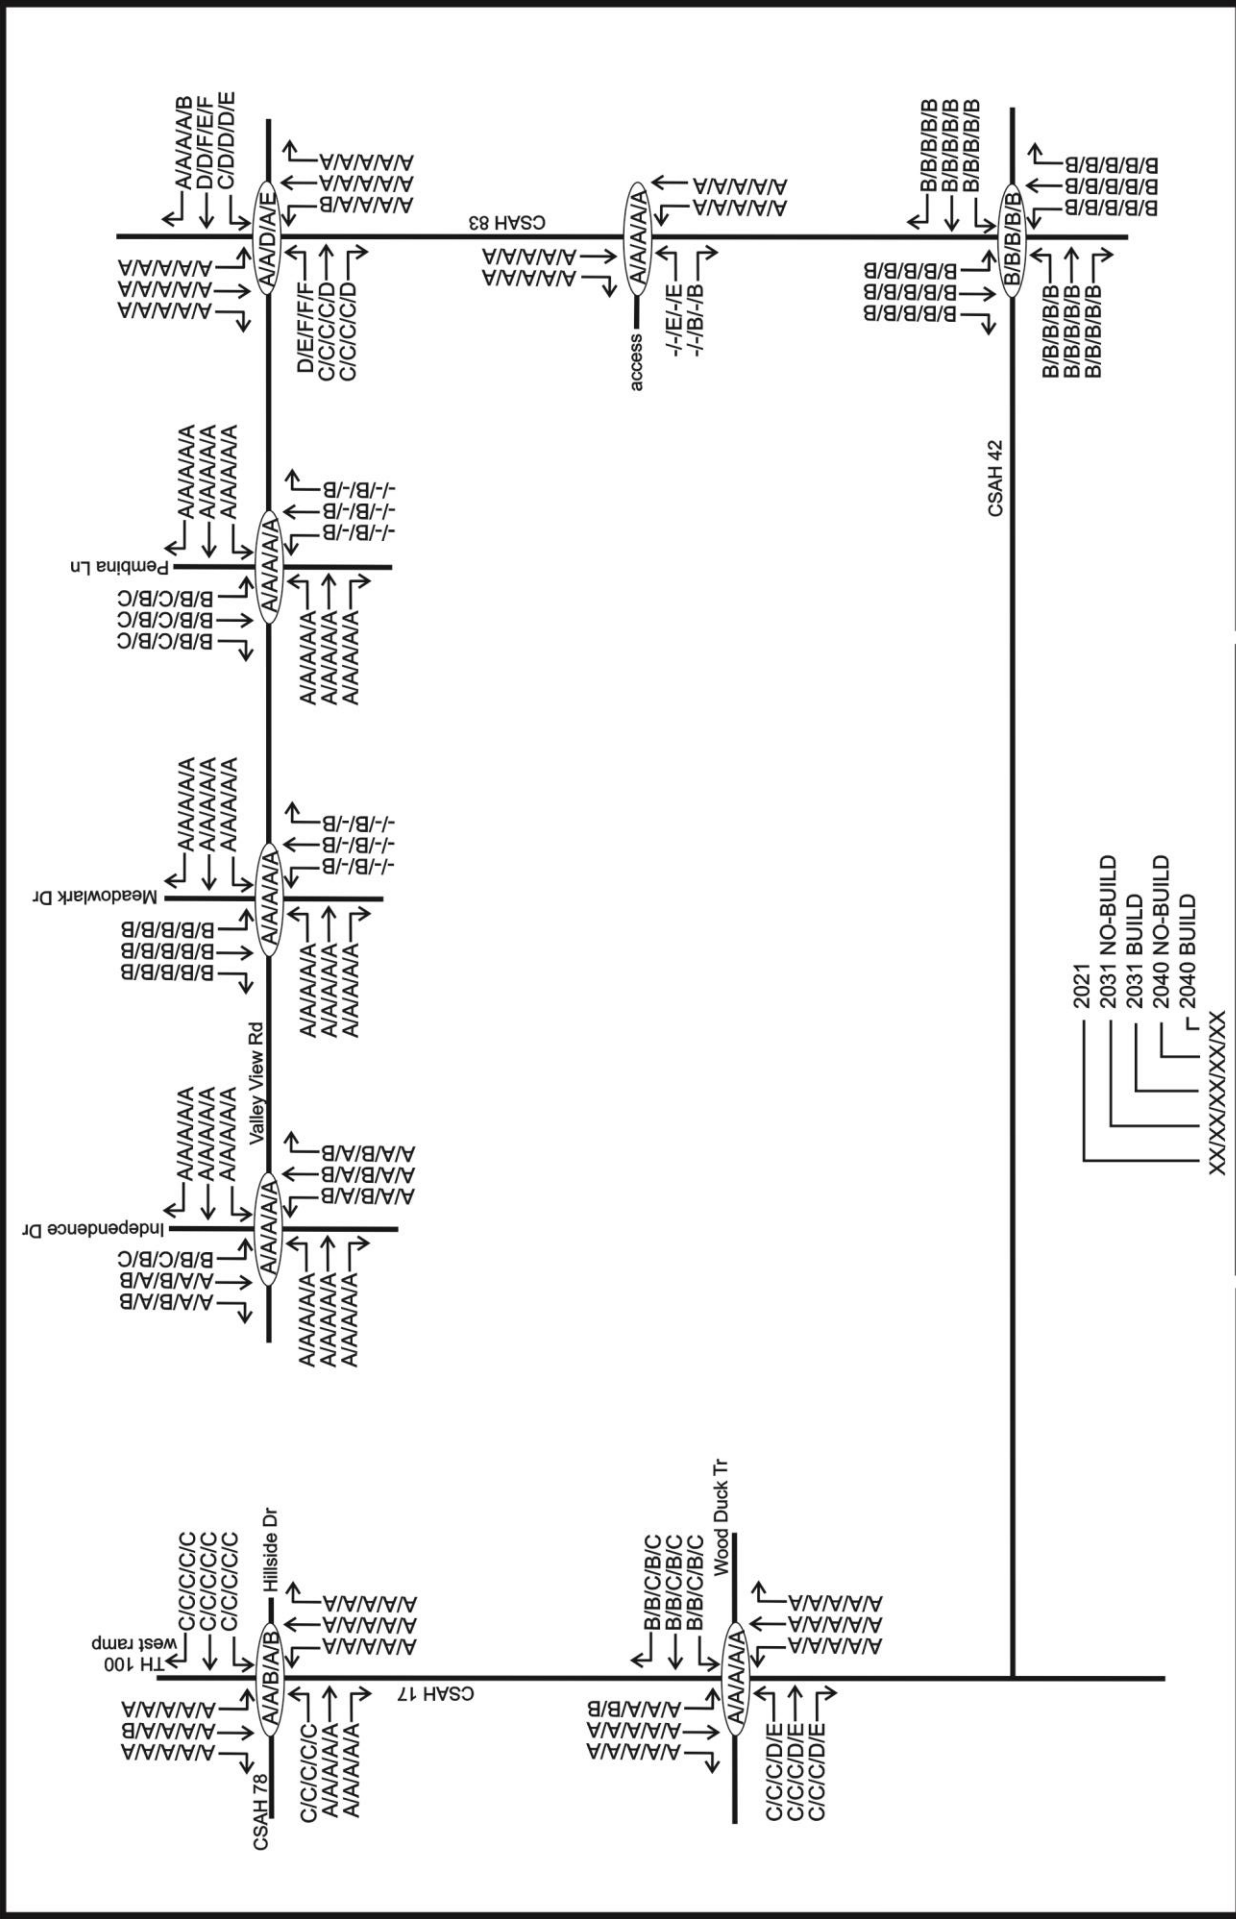 CSAH 78
A/A/A/A/A
A/A/A/A/B
A/A/A/A/A
TH 100
west ramp
C/C/C/C/C
C/C/C/C/C
C/C/C/C/C
Hillside Dr
A/A/B/A/B
C/C/C/C/C
A/A/A/A/A
A/A/A/A/A
A/A/A/A/A
A/A/A/A/A
A/A/A/A/A
CSAH 17
A/A/A/A/A
A/A/A/A/A
A/A/A/B/B
B/B/C/B/C
B/B/C/B/C
B/B/C/B/C
Wood Duck Tr
A/A/A/A/A
C/C/C/D/E
C/C/C/D/E
C/C/C/D/E
A/A/A/A/A
A/A/A/A/A
A/A/A/A/A
Independence Dr
A/A/B/A/B
A/A/B/A/B
B/B/C/B/C
A/A/A/A/A
A/A/A/A/A
A/A/A/A/A
A/A/A/A/A
Valley View Rd
A/A/A/A/A
A/A/A/A/A
A/A/A/A/A
A/A/B/A/B
A/A/B/A/B
A/A/B/A/B
Meadowlark Dr
B/B/B/B/B
B/B/B/B/B
B/B/B/B/B
A/A/A/A/A
A/A/A/A/A
A/A/A/A/A
A/A/A/A/A
A/A/A/A/A
A/A/A/A/A
A/A/A/A/A
-/-/B/-/B
-/-/B/-/B
-/-/B/-/B
Pembina Ln
B/B/C/B/C
B/B/C/B/C
B/B/C/B/C
A/A/A/A/A
A/A/A/A/A
A/A/A/A/A
A/A/A/A/A
A/A/A/A/A
A/A/A/A/A
A/A/A/A/A
-/-/B/-/B
-/-/B/-/B
-/-/B/-/B
A/A/A/A/A
A/A/A/A/A
A/A/A/A/A
A/A/A/A/B
D/D/F/E/F
C/D/D/D/E
A/A/D/A/E
D/E/F/F/F
C/C/C/C/D
C/C/C/C/D
A/A/A/A/B
A/A/A/A/A
A/A/A/A/A
CSAH 83
A/A/A/A/A
A/A/A/A/A
access
A/A/A/A/A
-/-/E/-/E
-/-/B/-/B
A/A/A/A/A
A/A/A/A/A
B/B/B/B/B
B/B/B/B/B
B/B/B/B/B
B/B/B/B/B
B/B/B/B/B
B/B/B/B/B
CSAH 42
B/B/B/B/B
B/B/B/B/B
B/B/B/B/B
B/B/B/B/B
B/B/B/B/B
B/B/B/B/B
B/B/B/B/B
2021
2031 NO-BUILD
2031 BUILD
2040 NO-BUILD
2040 BUILD
XX/XX/XX/XX/XX